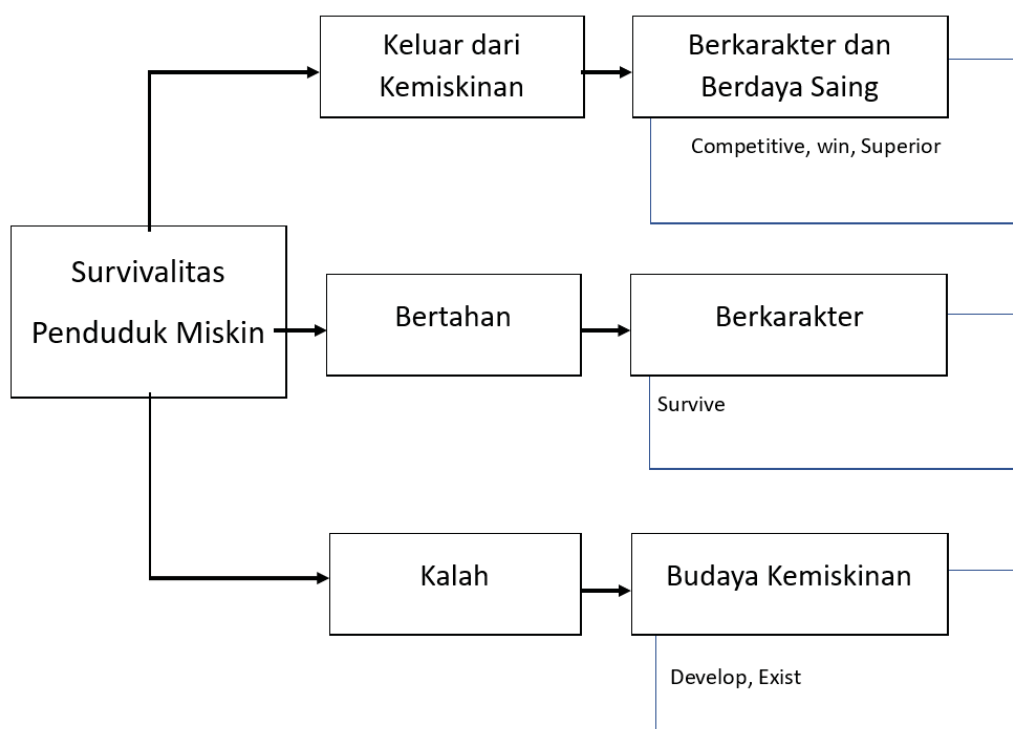 Keluar dari
Kemiskinan
Berkarakter dan
Berdaya Saing
Competitive, win, Superior
Survivalitas
Penduduk Miskin
Bertahan
Berkarakter
Survive
Kalah
Budaya Kemiskinan
Develop, Exist